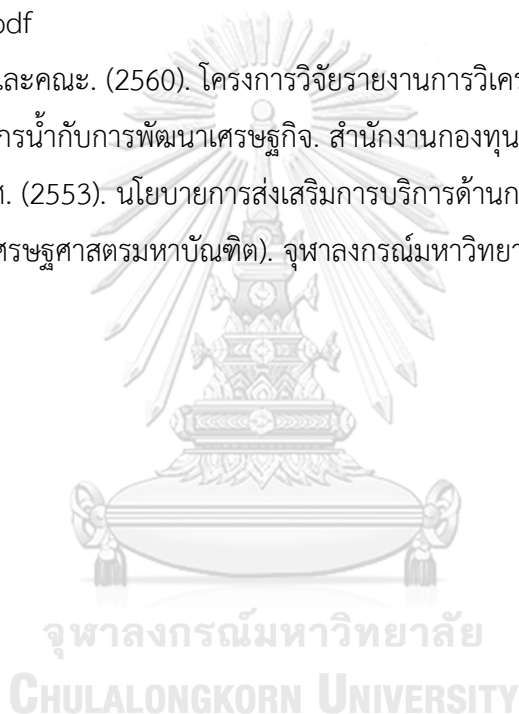 pdf
และคณะ. (2560). โครงการวิจัยรายงานการวิเคร
กรน้ำกับการพัฒนาเศรษฐกิจ. สำนักงานกองทุน
ศ. (2553). นโยบายการส่งเสริมการบริการด้านก
ศรษฐศาสตรมหาบัณฑิต). จุฬาลงกรณ์มหาวิทยา
จุฬาลงกรณ์มหาวิทยาลัย
CHULALONGKORN UNIVERSITY